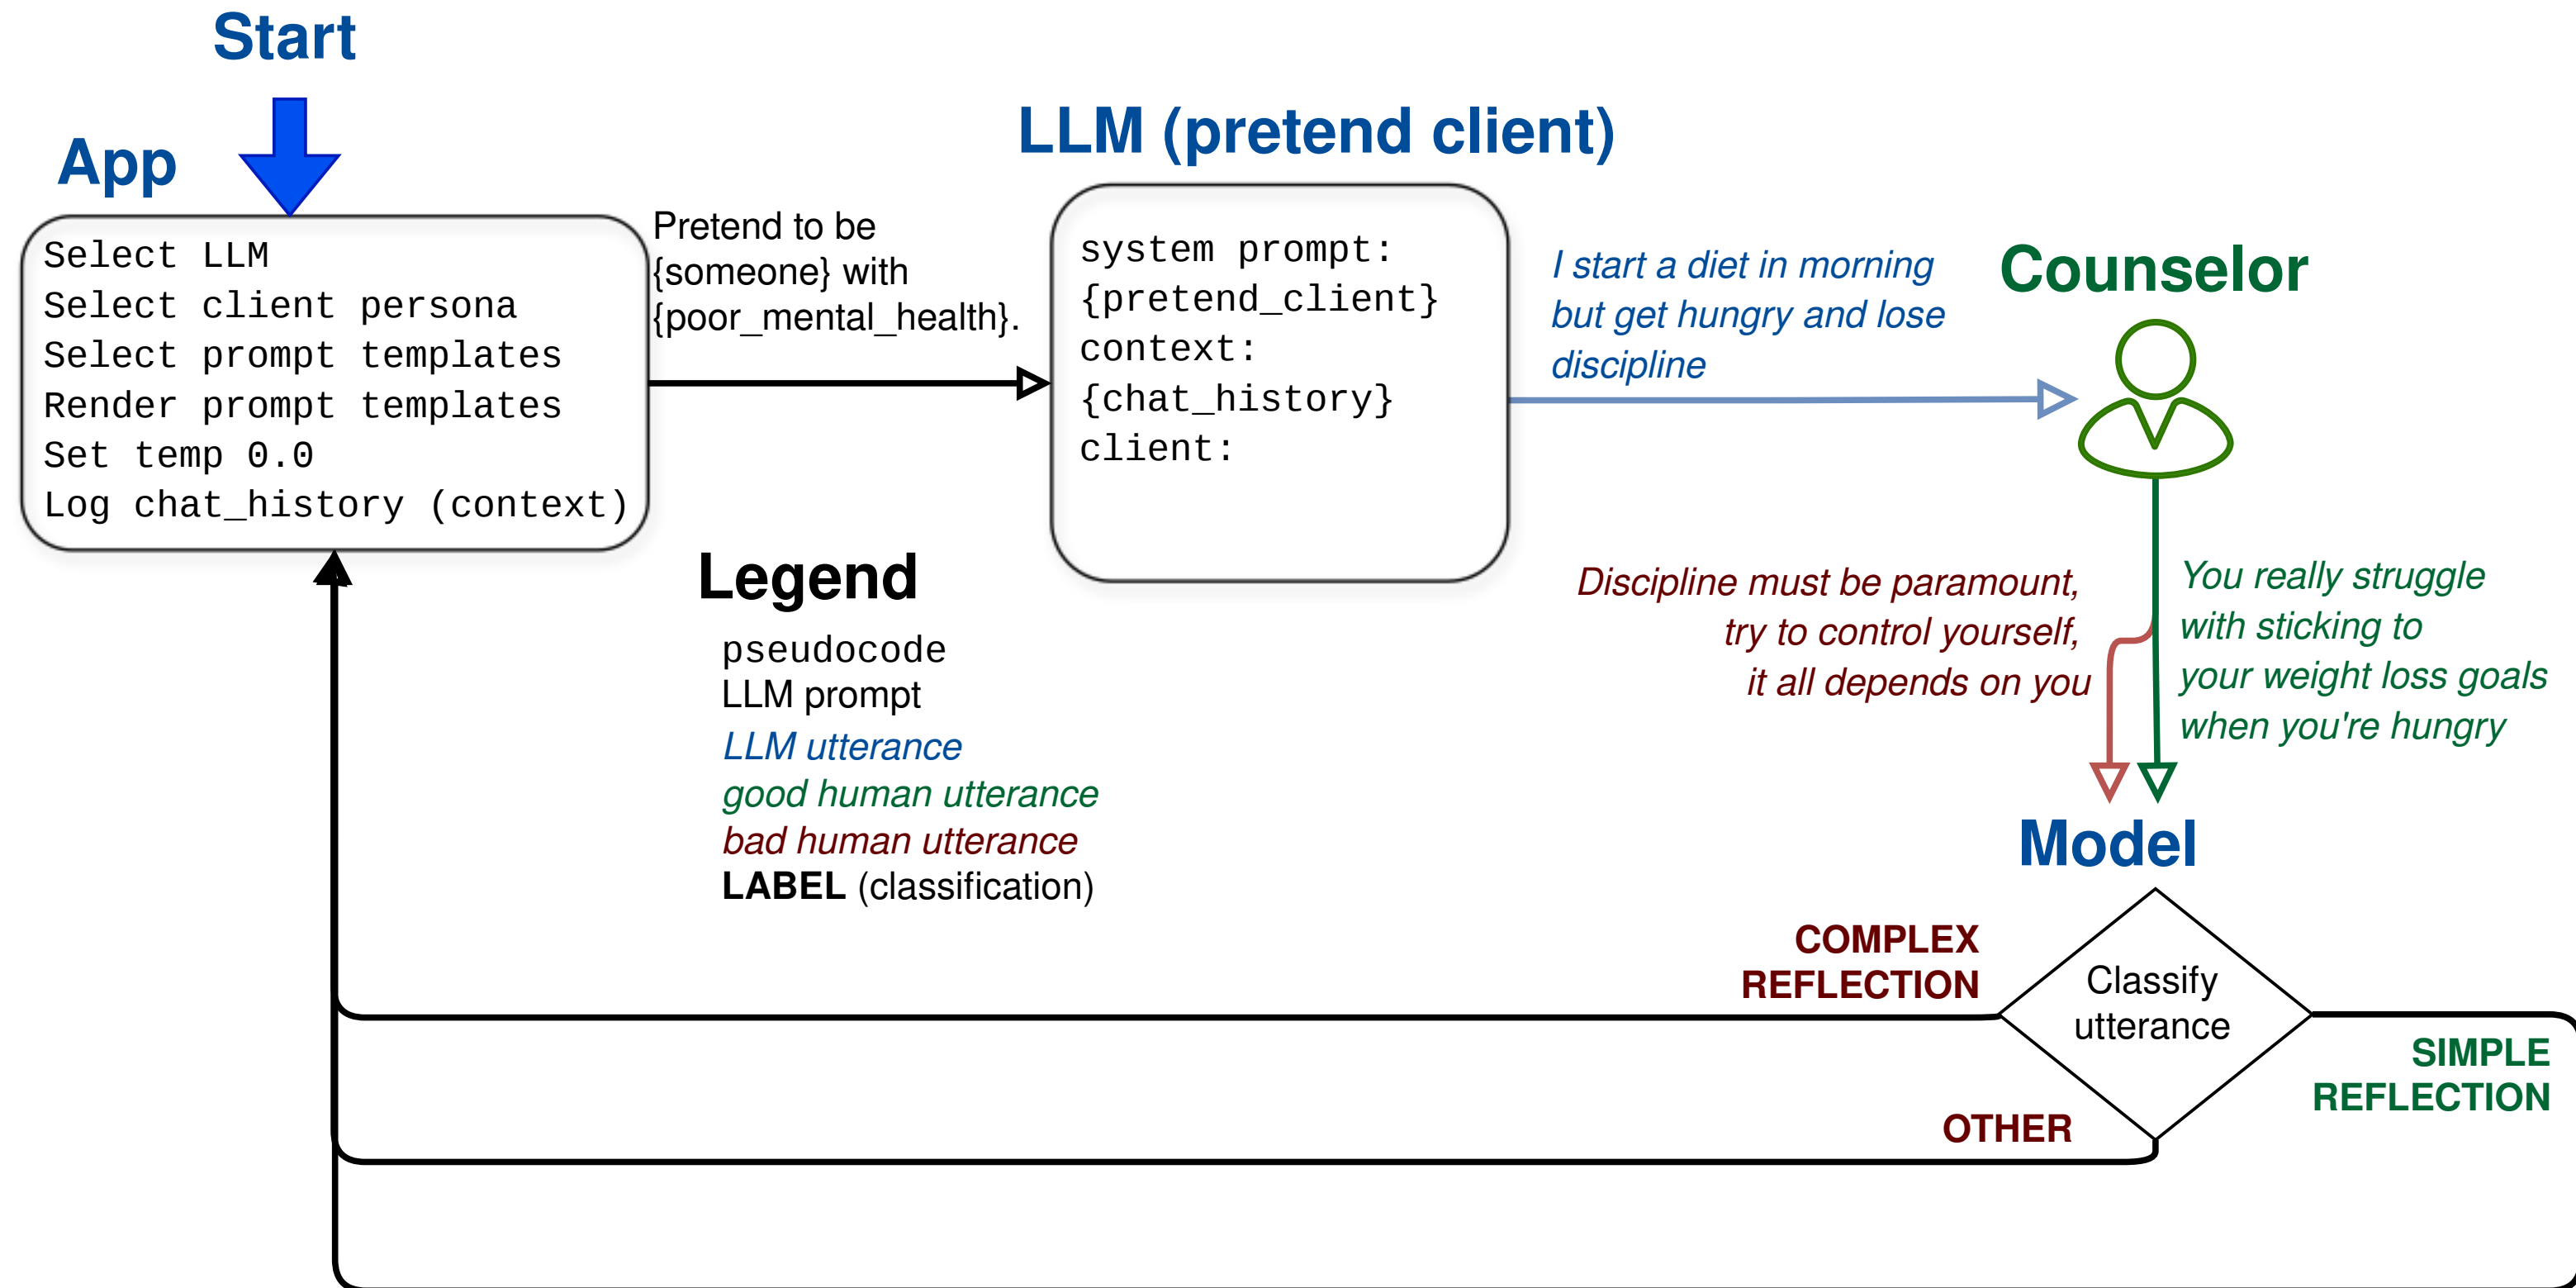 Start
App
Select LLM
Select client persona
Select prompt templates
Render prompt templates
Set temp 0.0
Log chat_history (context)
Pretend to be
{someone} with
{poor_mental_health}.
LLM (pretend client)
system prompt:
{pretend_client}
context:
{chat_history}
client:
I start a diet in morning
but get hungry and lose
discipline
Counselor
Discipline must be paramount,
try to control yourself,
it all depends on you
You really struggle
with sticking to
your weight loss goals
when you're hungry
Legend
pseudocode
LLM prompt
LLM utterance
good human utterance
bad human utterance
LABEL (classification)
Model
Classify
utterance
COMPLEX
REFLECTION
SIMPLE
REFLECTION
OTHER